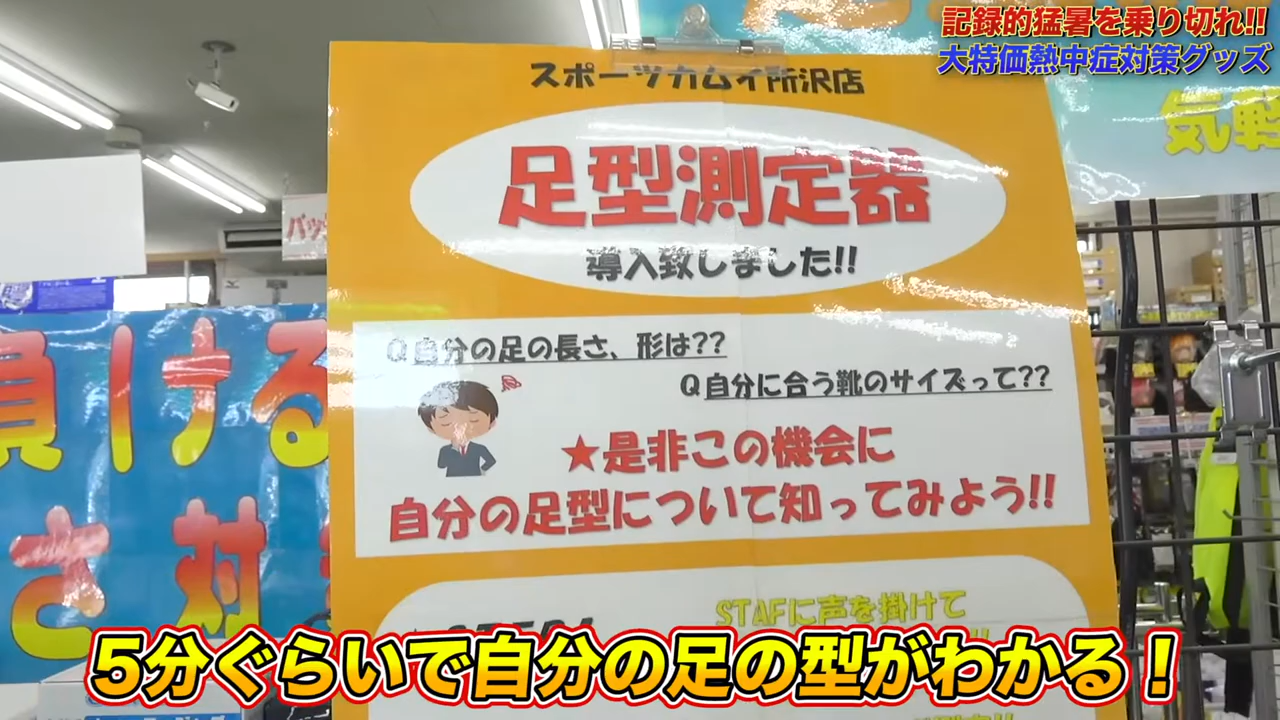 記録的猛暑を乗り切れ!!
大特価熱中症対策グッズ
スポーツカムイ所沢店
足型測定器
導入致しました!!
Q自分の足の長さ、形は??
Q自分に合う靴のサイズって??
★是非この機会に
自分の足型について知ってみよう!!
STAFに声を掛けて
負ける
さ対
5分ぐらいで自分の足の型がわかる!